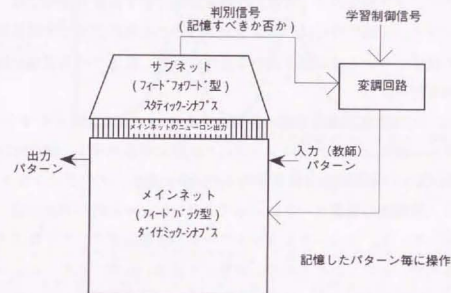 判別信号
(記憶すべきか否か)
学習制御信号
サブネット
(フィードフォワード型)
スタティック-シナプス
変調回路
メインネットのニューロン出力
出力
パターン
入力(教師)
パターン
メインネット
(フィードバック型)
ダイナミック-シナプス
記憶したパターン毎に操作